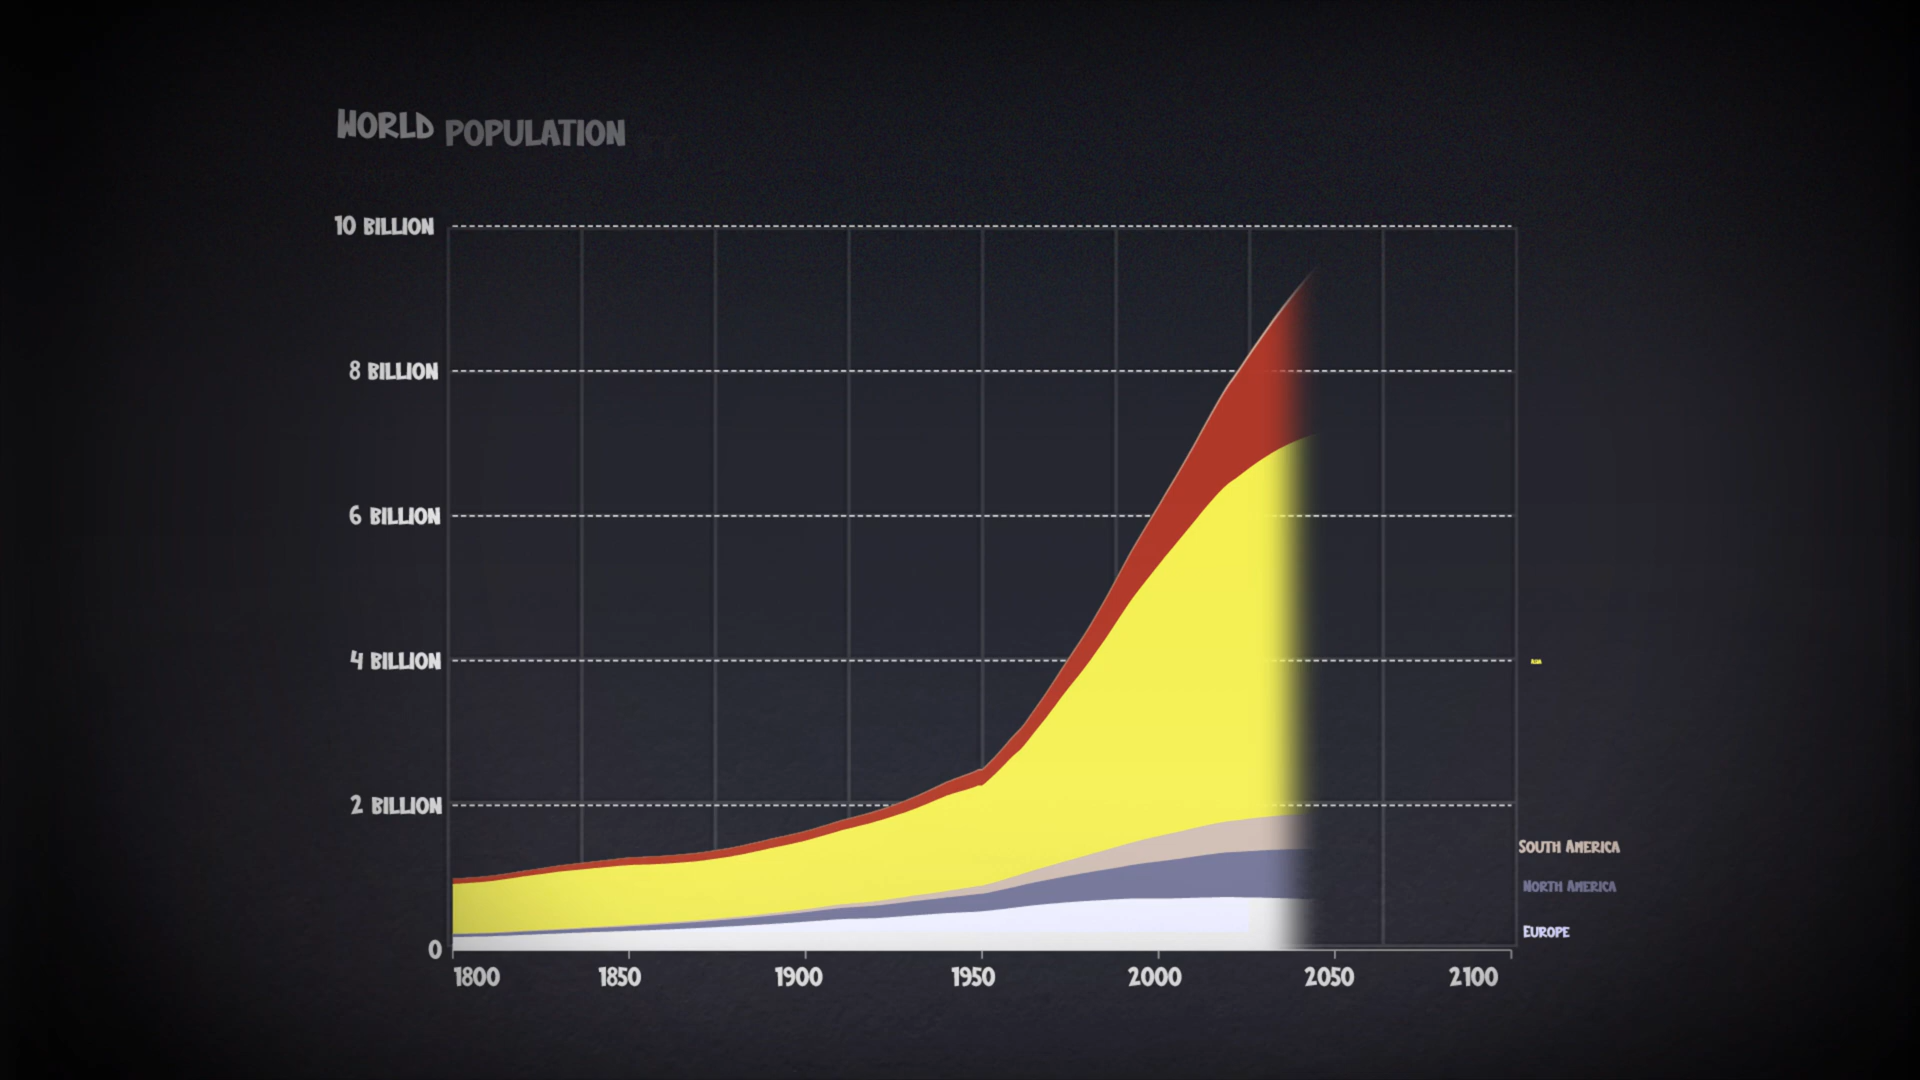 WORLD POPULATION
10 BILLION
8 BILLION
6 BILLION
4 BILLION
2 BILLION
0
1800 1850 1900 1950 2000 2050 2100
ASIA
SOUTH AMERICA
NORTH AMERICA
EUROPE